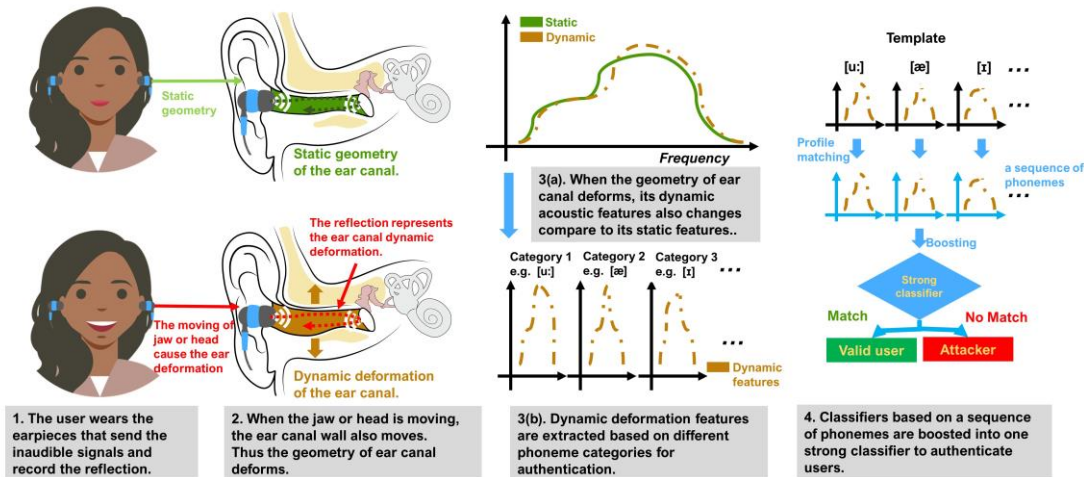 Static
geometry
Static geometry
of the ear canal.
The moving of
jaw or head
cause the ear
deformation
The reflection represents
the ear canal dynamic
deformation.
Dynamic deformation
of the ear canal.
1. The user wears the
earpieces that send the
inaudible signals and
record the reflection.
2. When the jaw or head is moving,
the ear canal wall also moves.
Thus the geometry of ear canal
deforms.
Static
Dynamic
Frequency
3(a). When the geometry of ear
canal deforms, its dynamic
acoustic features also changes
compare to its static features..
Category 1
e.g. [u:]
Category 2
e.g. [æ]
Category 3
e.g. [ɪ]
...
...
Dynamic
features
3(b). Dynamic deformation features
are extracted based on different
phoneme categories for
authentication.
Template
[u:] [æ] [ɪ] ...
...
Profile
matching
a sequence of
phonemes
...
Boosting
Strong
classifier
Match
No Match
Valid user
Attacker
4. Classifiers based on a sequence
of phonemes are boosted into one
strong classifier to authenticate
users.